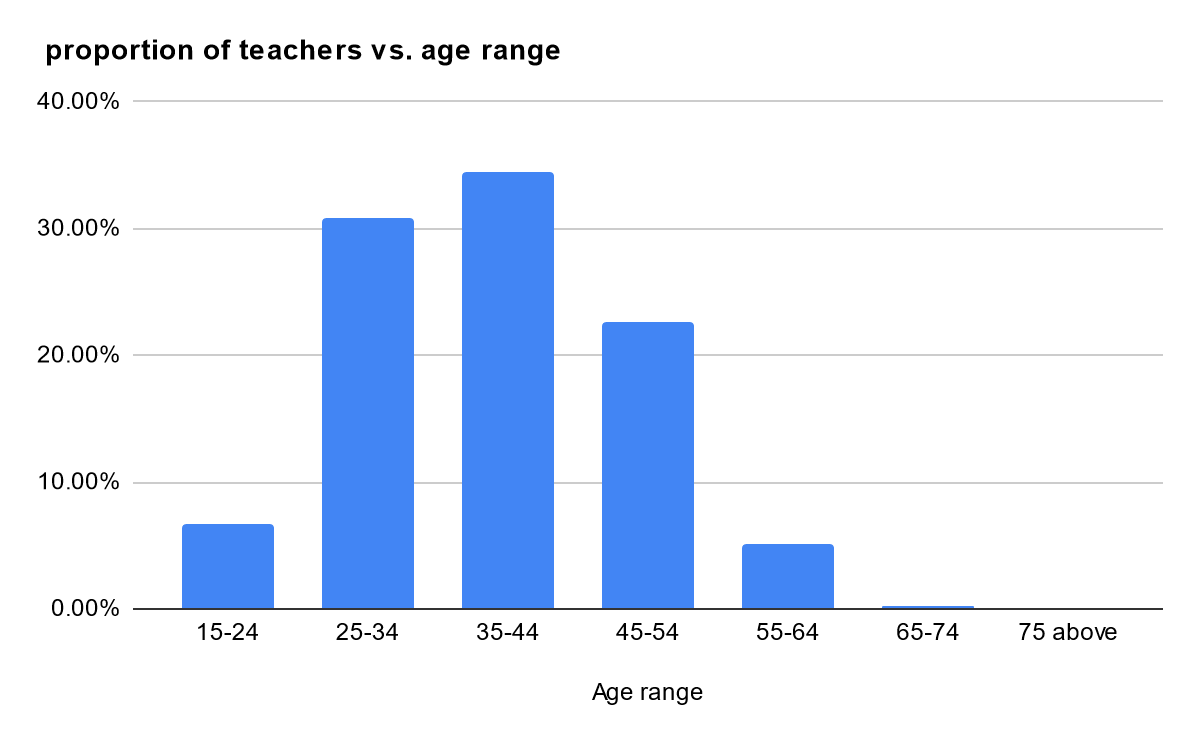 proportion of teachers vs. age range
40.00%
30.00%
20.00%
10.00%
0.00%
15-24 25-34 35-44 45-54 55-64 65-74 75 above
Age range